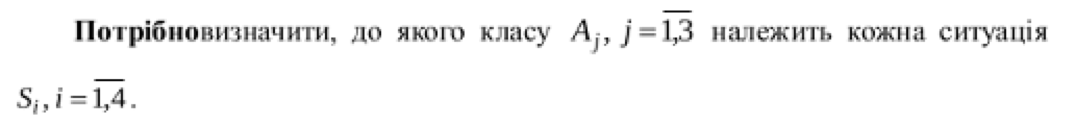 Потрібновизначити, до якого класу $A_j$, $j=\overline{1,3}$ належить кожна ситуація
$S_i, i=\overline{1,4}$.